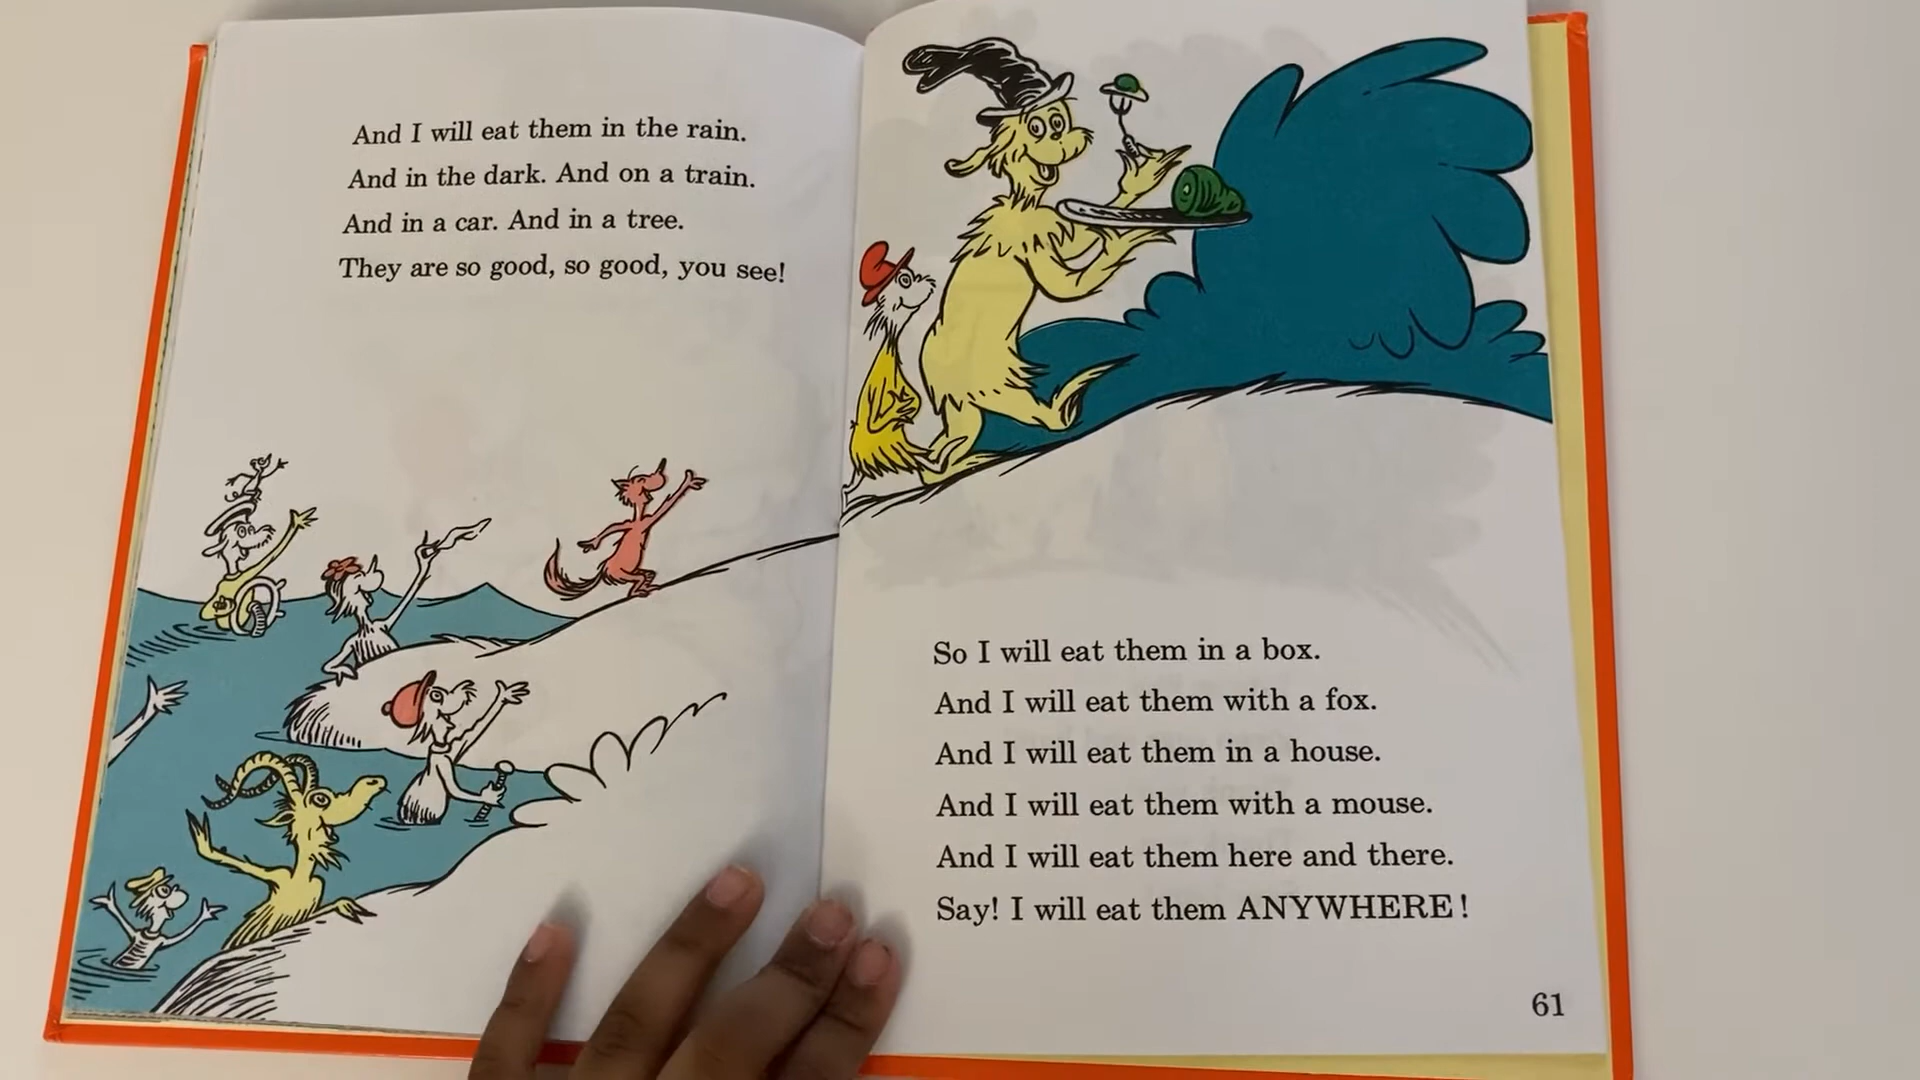 And I will eat them in the rain.
And in the dark. And on a train.
And in a car. And in a tree.
They are so good, so good, you see!
So I will eat them in a box.
And I will eat them with a fox.
And I will eat them in a house.
And I will eat them with a mouse.
And I will eat them here and there.
Say! I will eat them ANYWHERE!
61